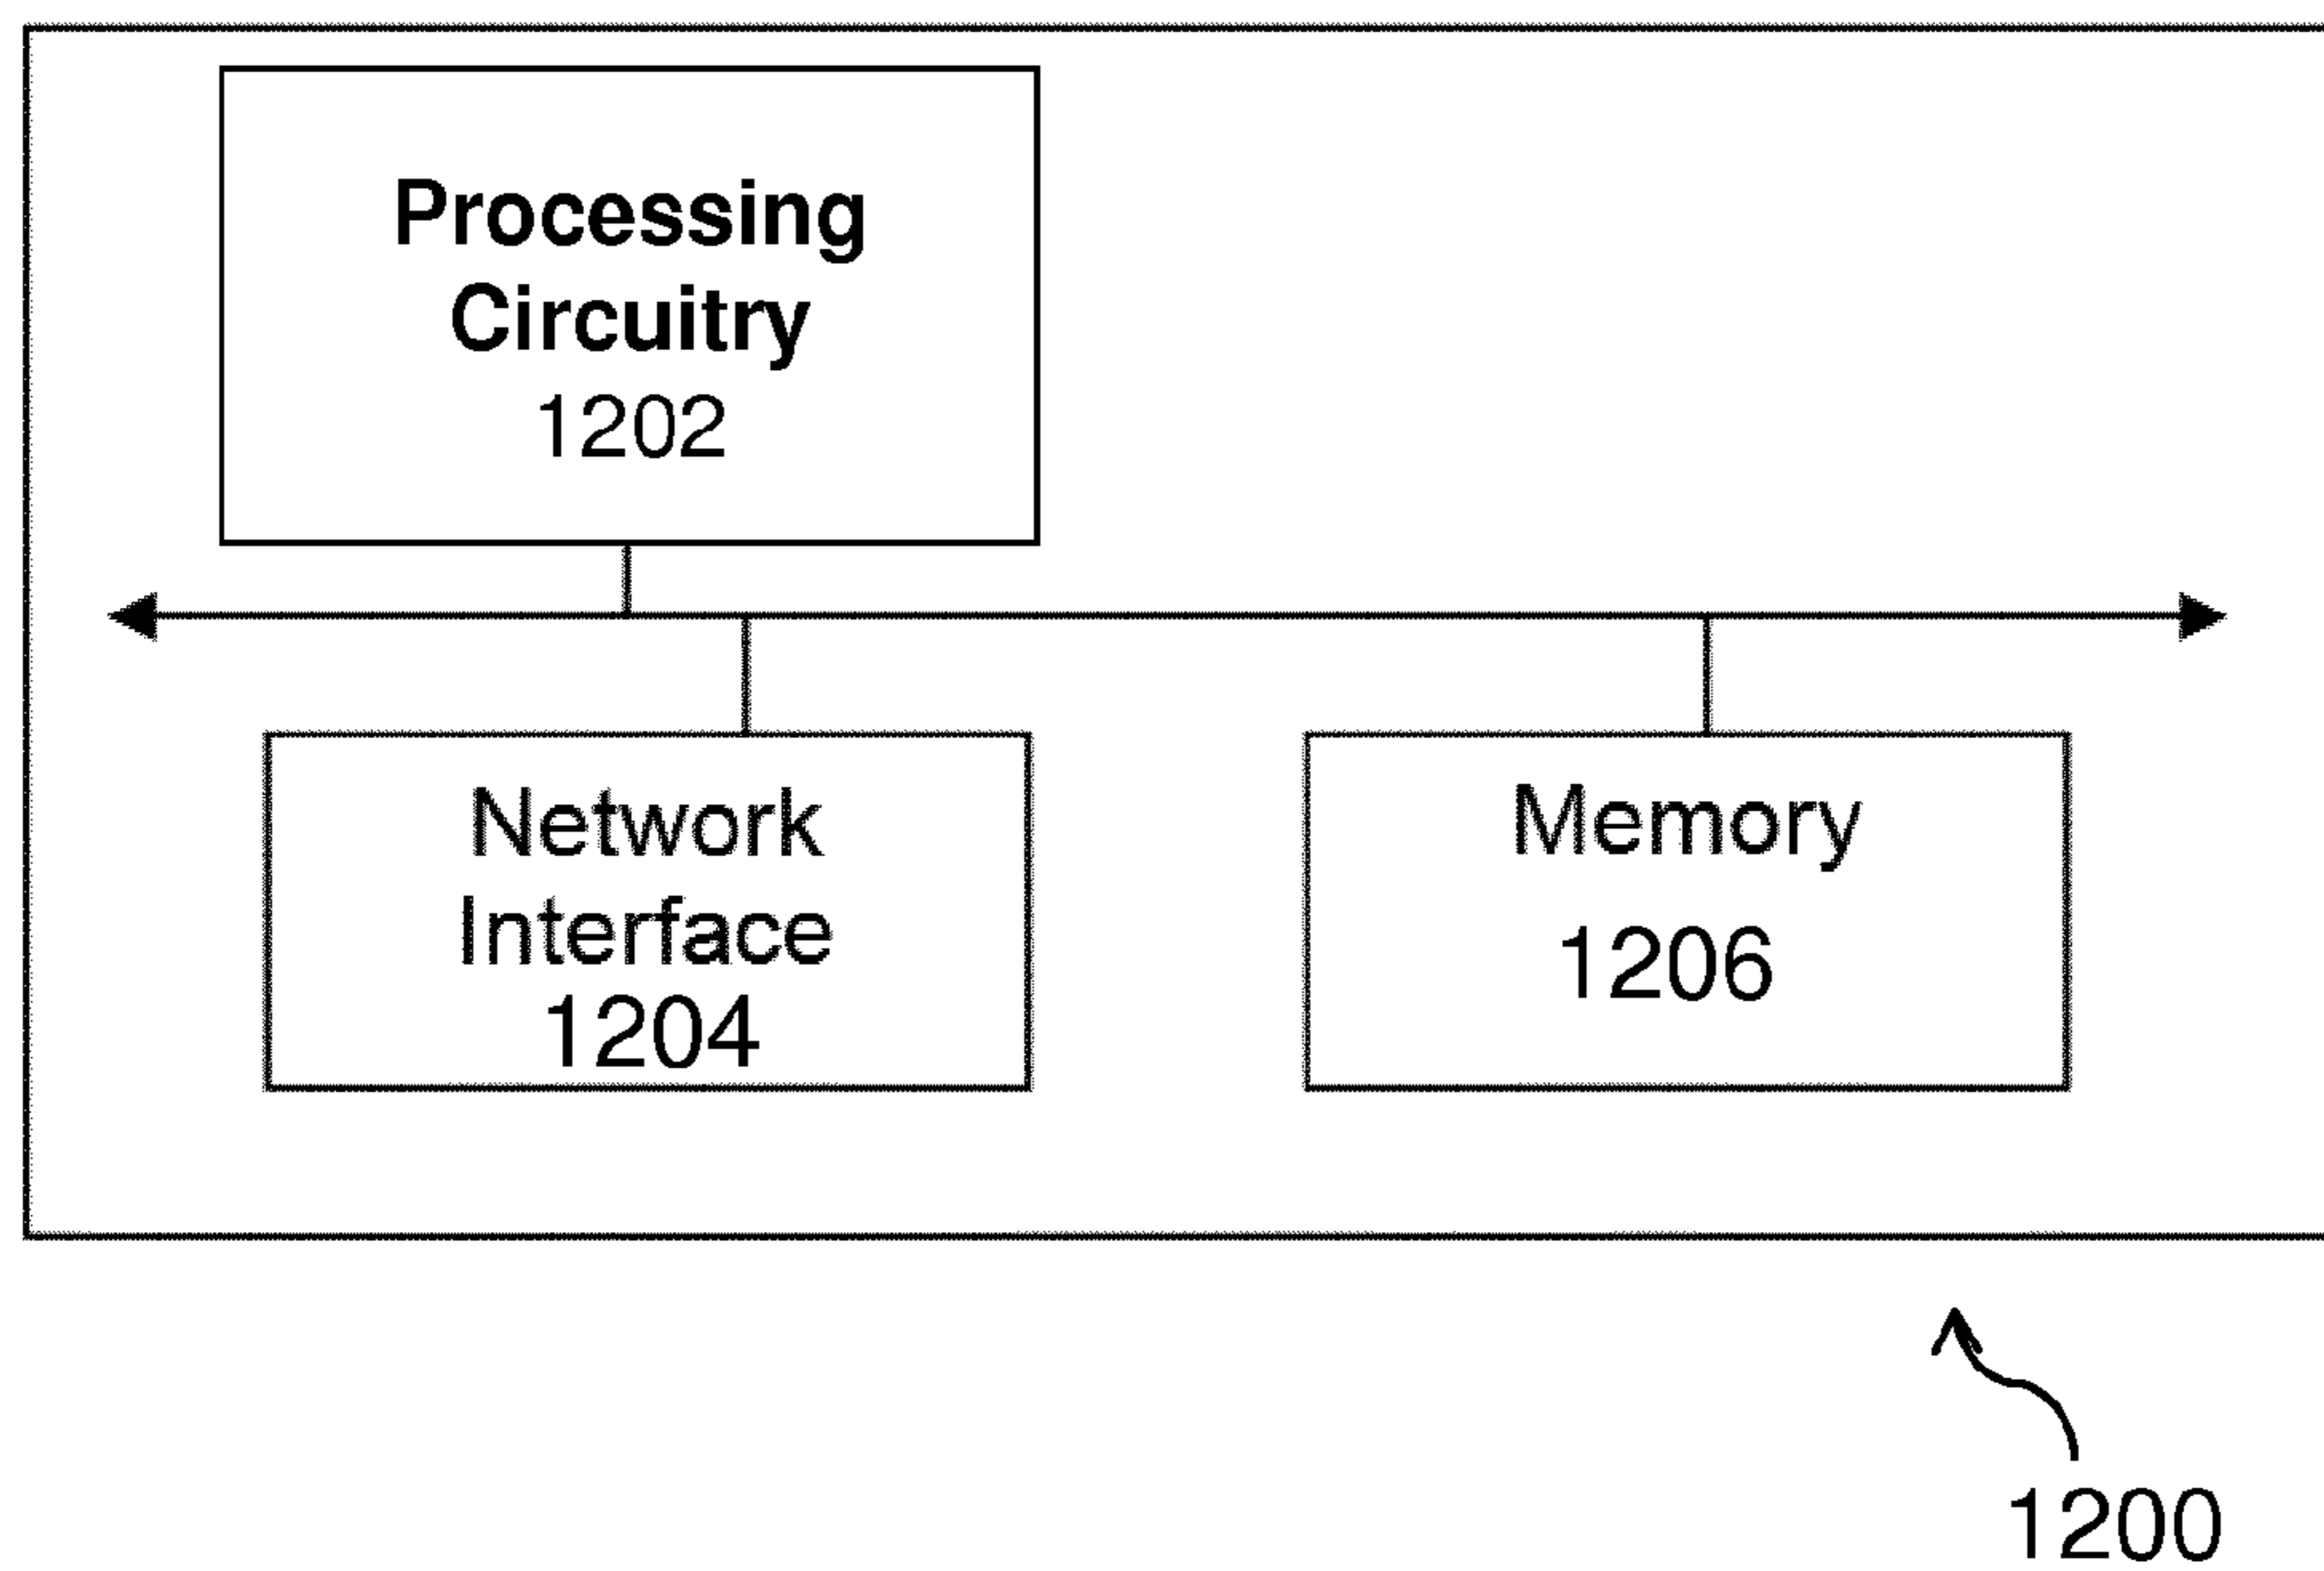 Processing
Circuitry
1202
Network
Interface
1204
Memory
1206
1200